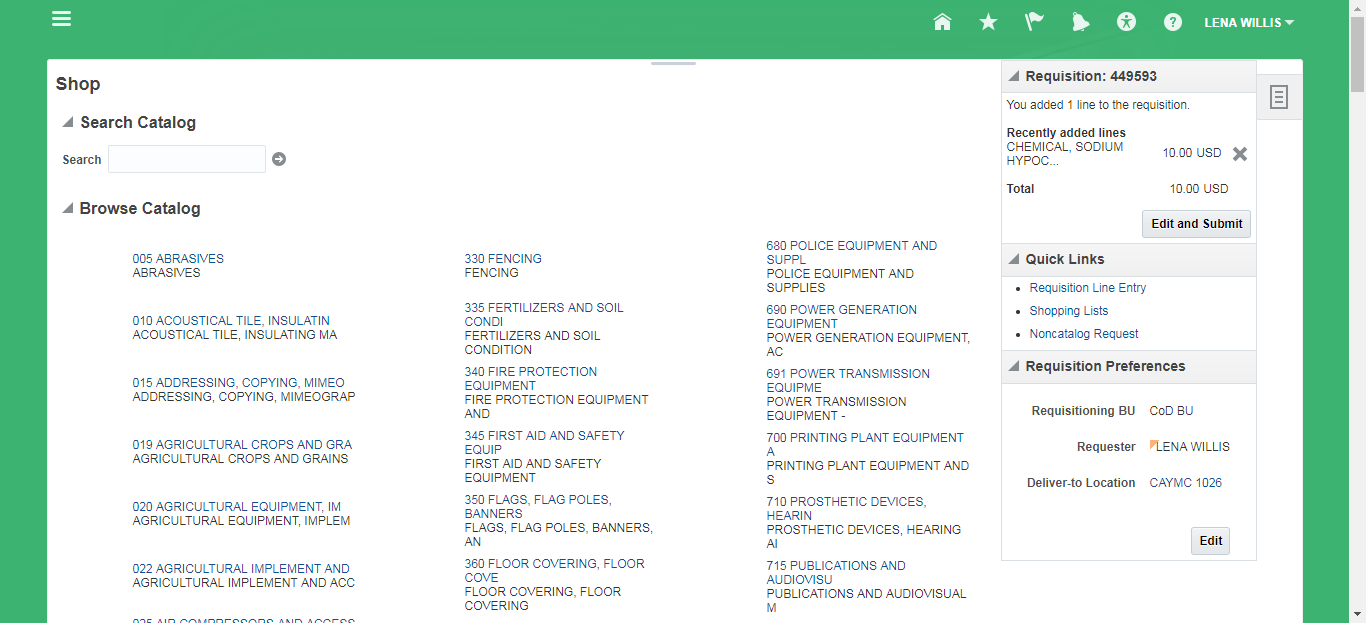 LENA WILLIS
Shop
Search Catalog
Search
Browse Catalog
005 ABRASIVES
ABRASIVES
010 ACOUSTICAL TILE, INSULATIN
ACOUSTICAL TILE, INSULATING MA
015 ADDRESSING, COPYING, MIMEO
ADDRESSING, COPYING, MIMEOGRAP
019 AGRICULTURAL CROPS AND GRA
AGRICULTURAL CROPS AND GRAINS
020 AGRICULTURAL EQUIPMENT, IM
AGRICULTURAL EQUIPMENT, IMPLEM
022 AGRICULTURAL IMPLEMENT AND
AGRICULTURAL IMPLEMENT AND ACC
025 AIR COMPRESSORS AND ACCESS
330 FENCING
FENCING
335 FERTILIZERS AND SOIL
CONDI
FERTILIZERS AND SOIL
CONDITION
340 FIRE PROTECTION
EQUIPMENT
FIRE PROTECTION EQUIPMENT
AND
345 FIRST AID AND SAFETY
EQUIP
FIRST AID AND SAFETY
EQUIPMENT
350 FLAGS, FLAG POLES,
BANNERS
FLAGS, FLAG POLES, BANNERS,
AN
360 FLOOR COVERING, FLOOR
COVE
FLOOR COVERING, FLOOR
COVERING
680 POLICE EQUIPMENT AND
SUPPL
POLICE EQUIPMENT AND
SUPPLIES
690 POWER GENERATION
EQUIPMENT
POWER GENERATION EQUIPMENT,
AC
691 POWER TRANSMISSION
EQUIPME
POWER TRANSMISSION
EQUIPMENT -
700 PRINTING PLANT EQUIPMENT
A
PRINTING PLANT EQUIPMENT AND
S
710 PROSTHETIC DEVICES,
HEARIN
PROSTHETIC DEVICES, HEARING
AI
715 PUBLICATIONS AND
AUDIOVISU
PUBLICATIONS AND AUDIOVISUAL
M
Requisition: 449593
You added 1 line to the requisition.
Recently added lines
CHEMICAL, SODIUM
HYPOC...
10.00 USD
Total 10.00 USD
Edit and Submit
Quick Links
Requisition Line Entry
Shopping Lists
Noncatalog Request
Requisition Preferences
Requisitioning BU CoD BU
Requester LENA WILLIS
Deliver-to Location CAYMC 1026
Edit